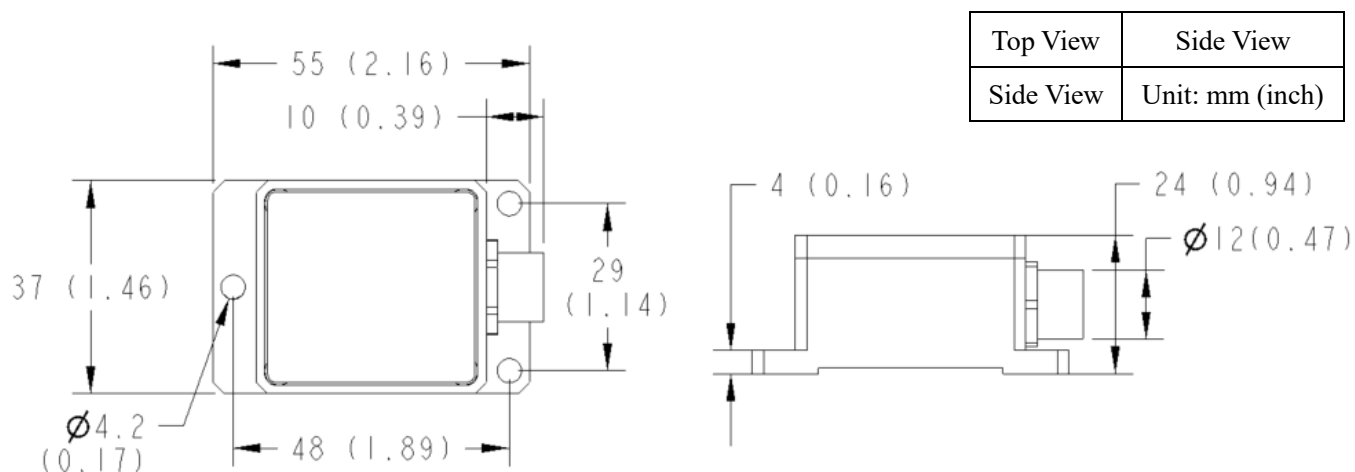 Top View Side View
Side View Unit: mm (inch)
55 (2.16)
10 (0.39)
37 (1.46)
29
(1.14)
Ø4.2
(0.17)
48 (1.89)
4 (0.16)
24 (0.94)
Ø12(0.47)